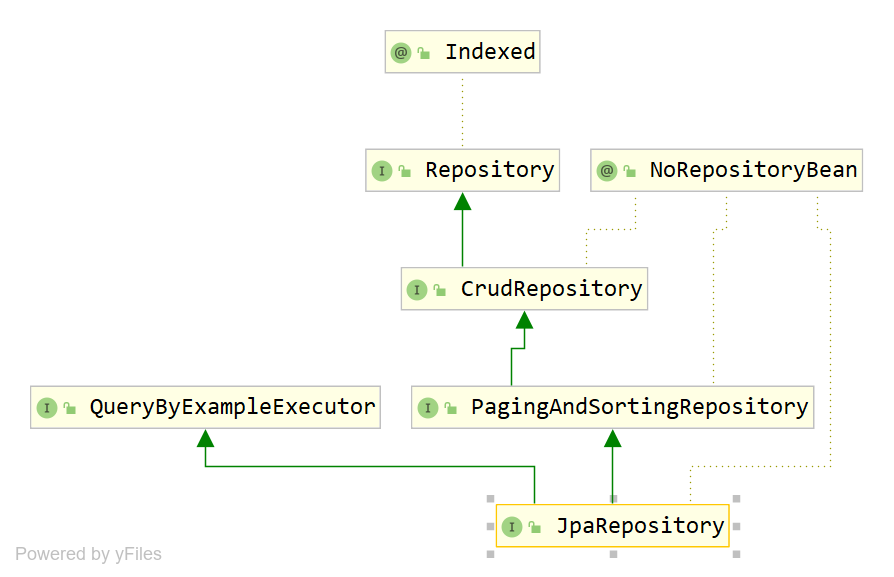 @ Indexed
I Repository
@ NoRepositoryBean
I CrudRepository
I QueryByExampleExecutor
I PagingAndSortingRepository
I JpaRepository
Powered by yFiles